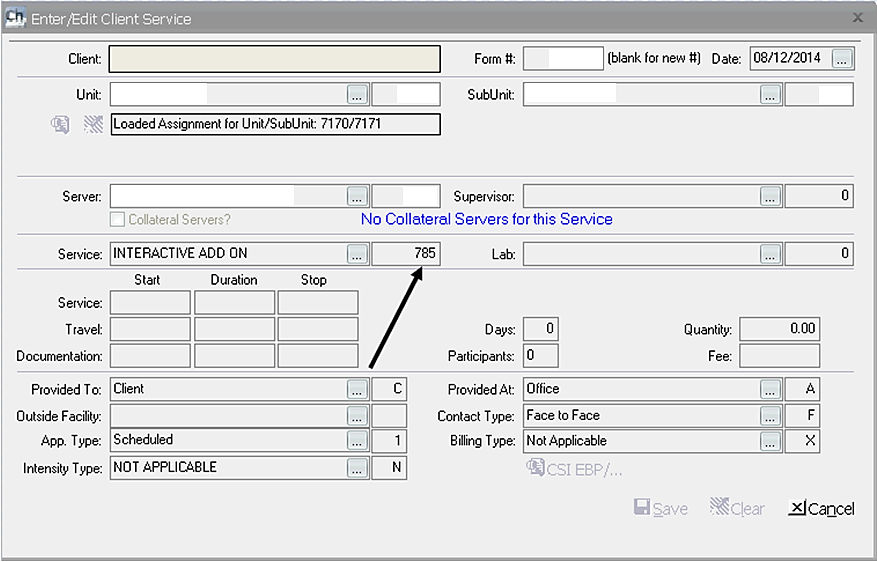 Enter/Edit Client Service x
Client: Form #: (blank for new #) Date: 08/12/2014 ...
Unit: ... SubUnit: ...
Loaded Assignment for Unit/SubUnit: 7170/7171
Server: ... Supervisor: ... 0
Collateral Servers? No Collateral Servers for this Service
Service: INTERACTIVE ADD ON ... 785 Lab: ... 0
Start Duration Stop
Service:
Travel: Days: 0 Quantity: 0.00
Documentation: Participants: 0 Fee:
Provided To: Client ... C Provided At: Office ... A
Outside Facility: ... Contact Type: Face to Face ... F
App. Type: Scheduled ... 1 Billing Type: Not Applicable ... X
Intensity Type: NOT APPLICABLE ... N CSI EBP/...
Save Clear Cancel